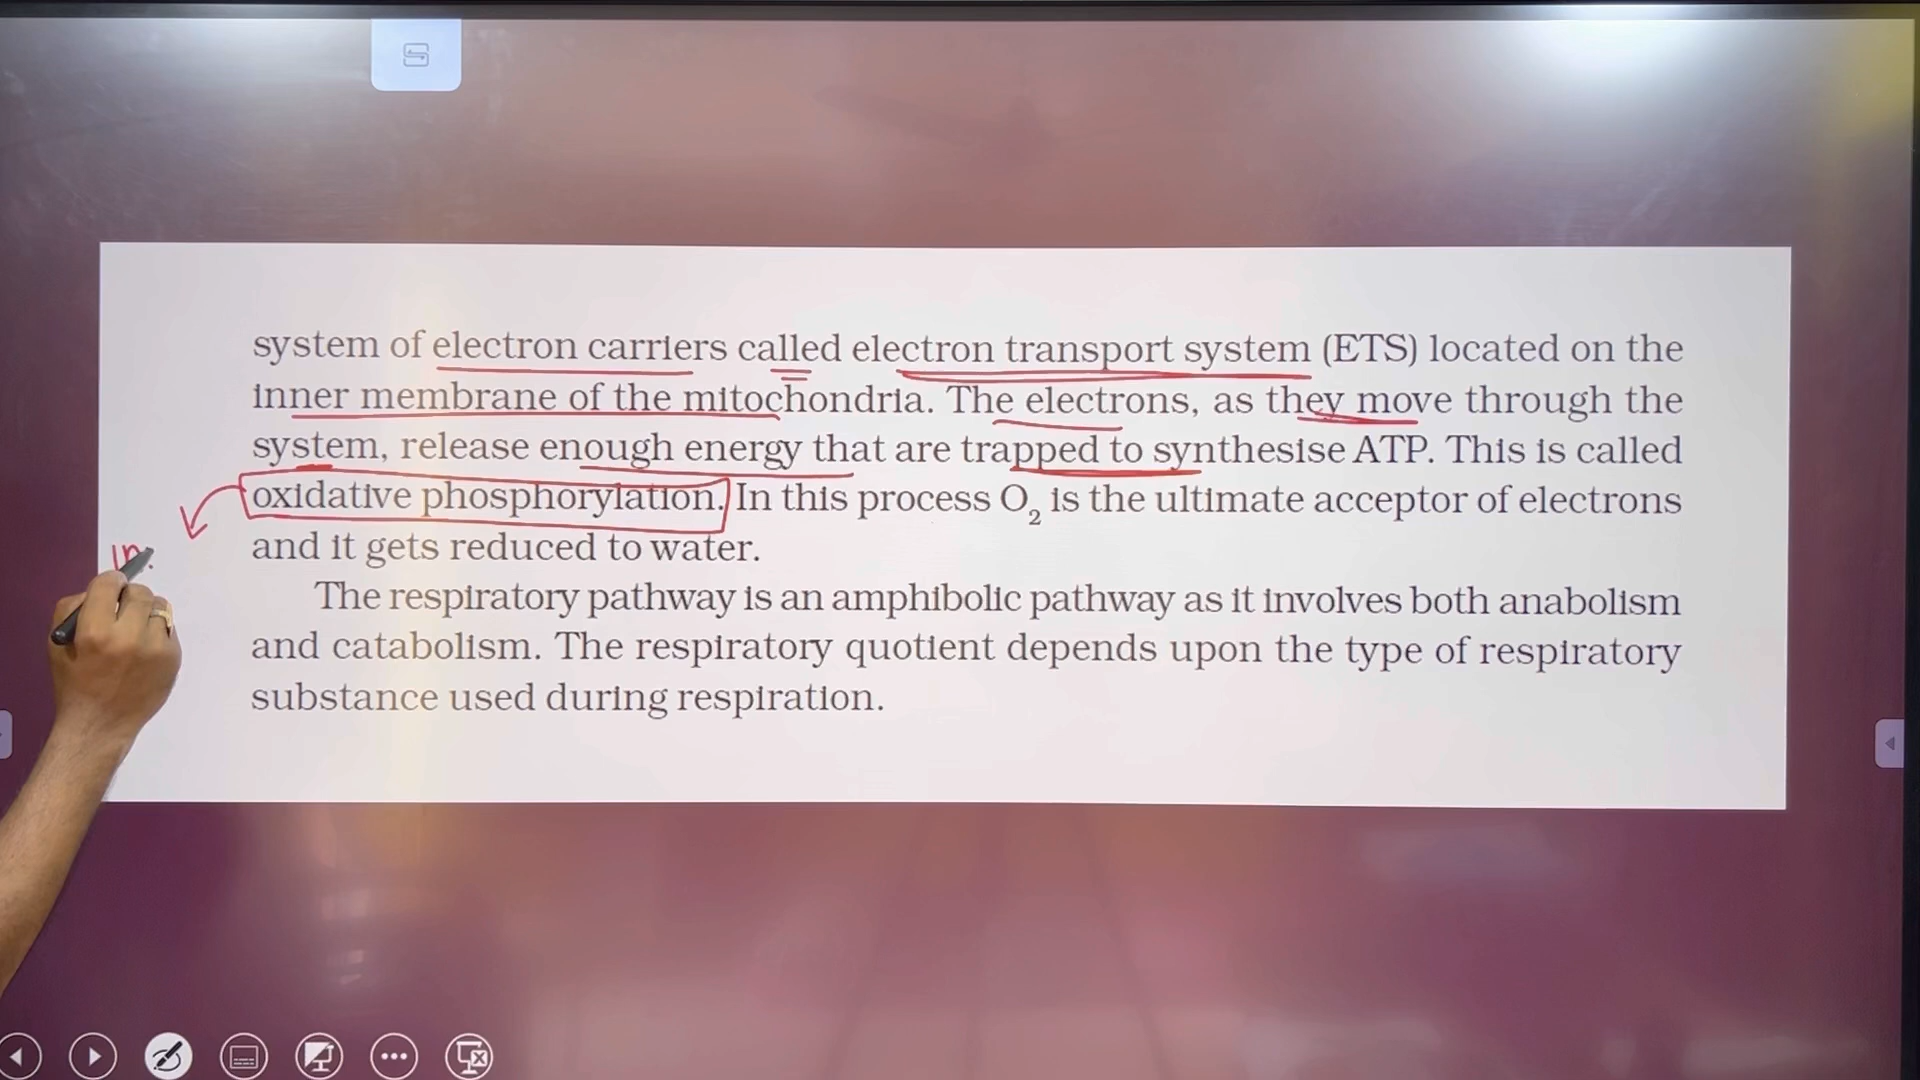 system of electron carriers called electron transport system (ETS) located on the
inner membrane of the mitochondria. The electrons, as they move through the
system, release enough energy that are trapped to synthesise ATP. This is called
oxidative phosphorylation. In this process O₂ is the ultimate acceptor of electrons
and it gets reduced to water.
The respiratory pathway is an amphibolic pathway as it involves both anabolism
and catabolism. The respiratory quotient depends upon the type of respiratory
substance used during respiration.